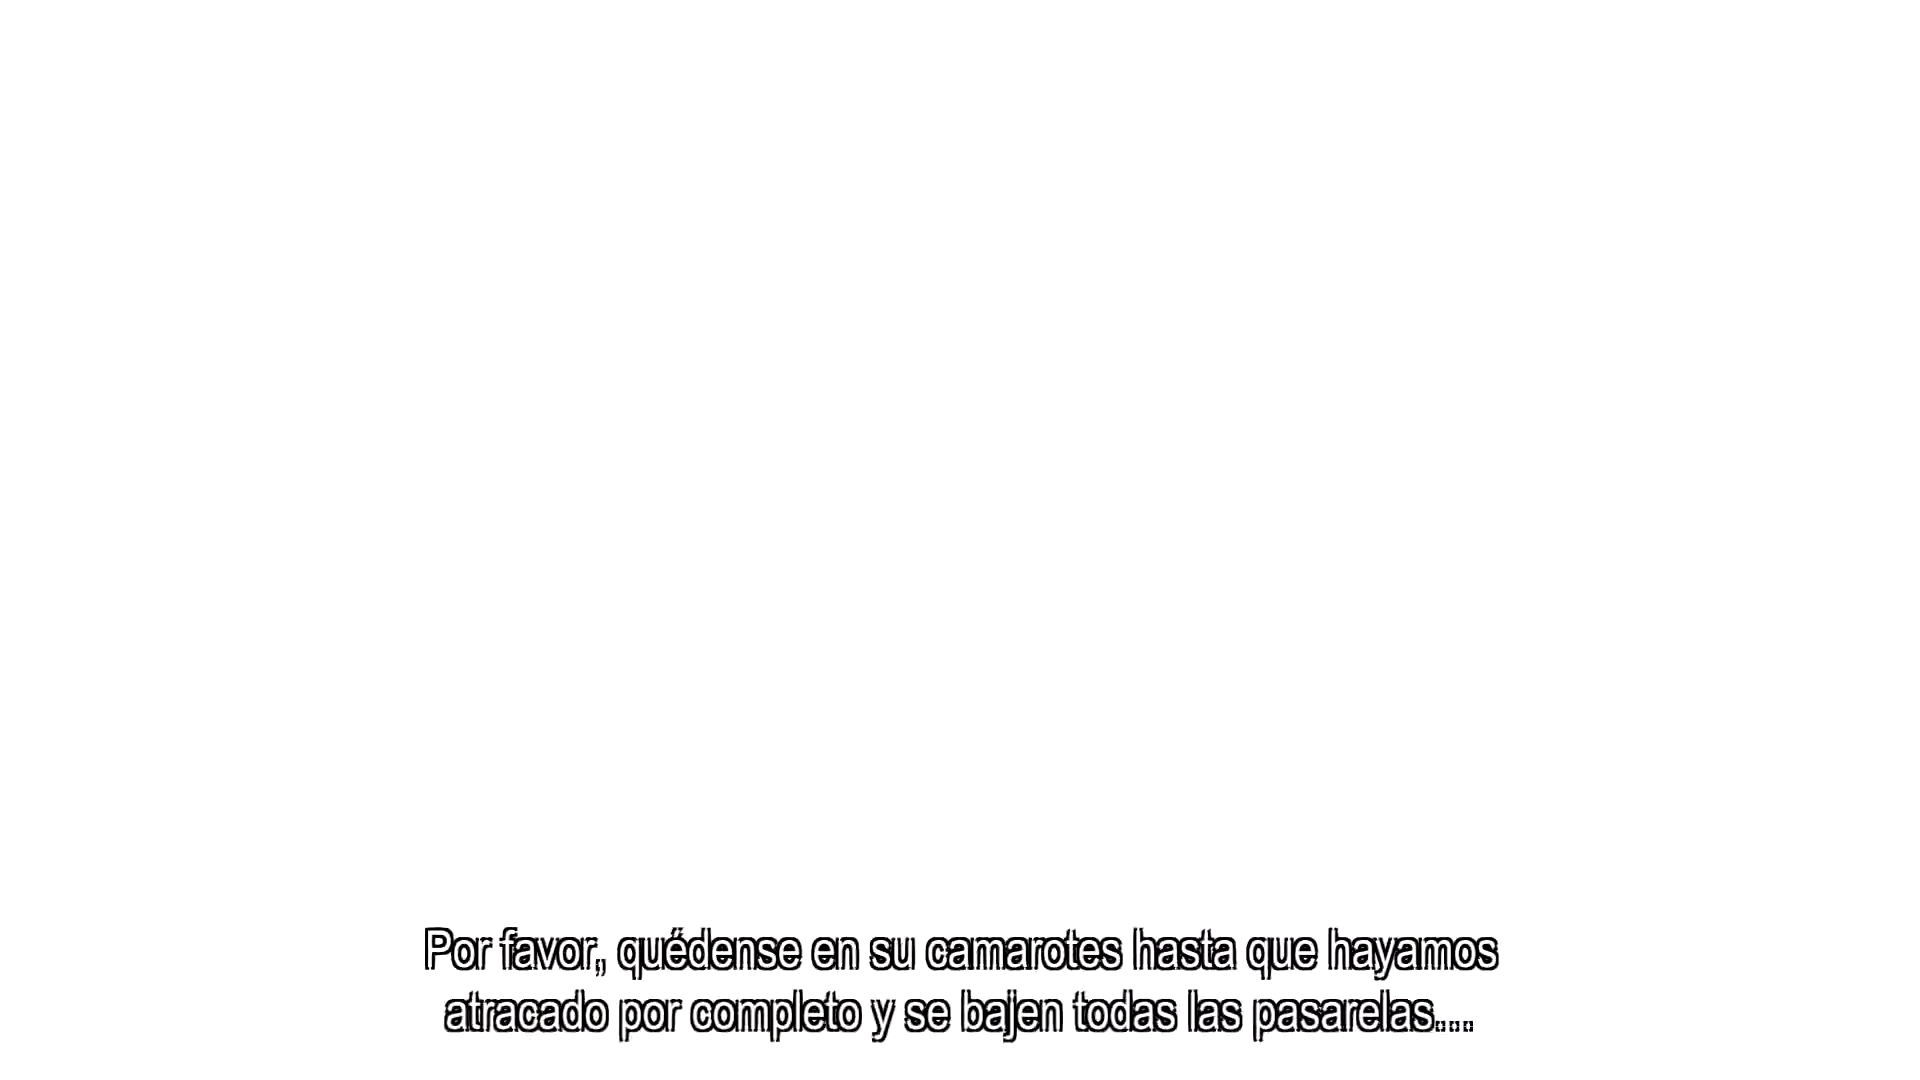 Por favor, quédense en su camarotes hasta que hayamos
atracado por completo y se bajen todas las pasarelas....